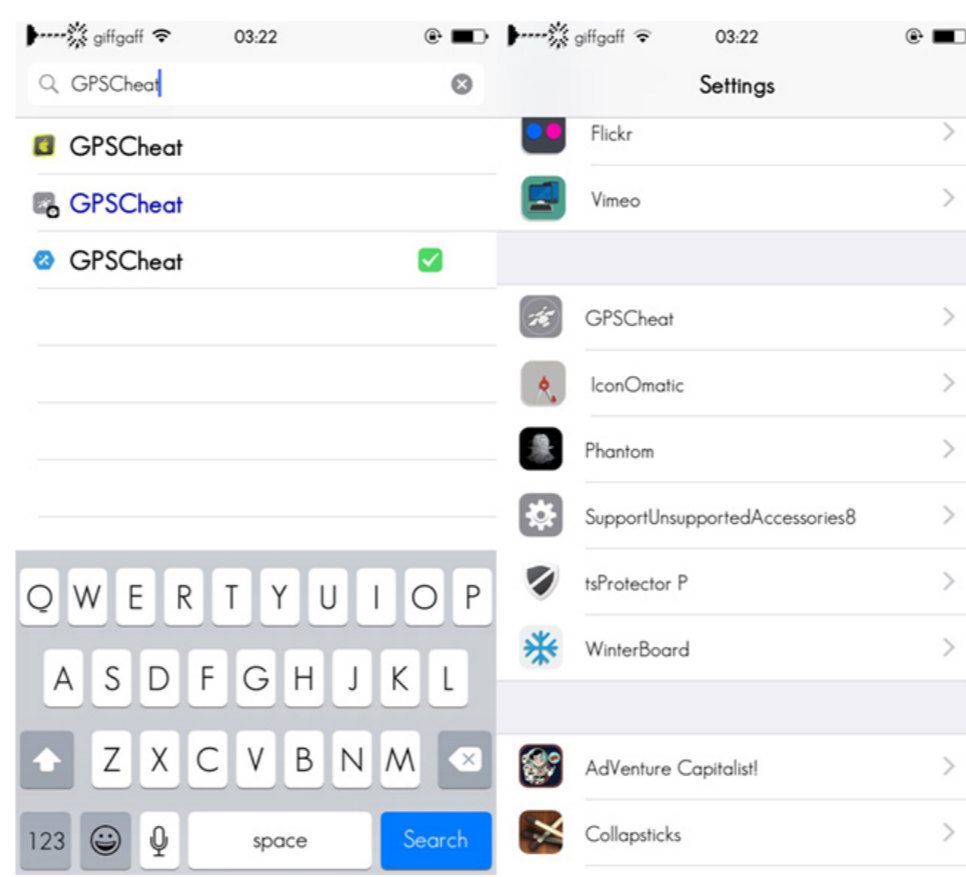 giffgaff 03:22
GPSCheat
GPSCheat
GPSCheat
GPSCheat
Q W E R T Y U I O P
A S D F G H J K L
Z X C V B N M
123 space Search
giffgaff 03:22
Settings
Flickr
Vimeo
GPSCheat
IconOmatic
Phantom
SupportUnsupportedAccessories8
tsProtector P
WinterBoard
AdVenture Capitalist!
Collapsticks